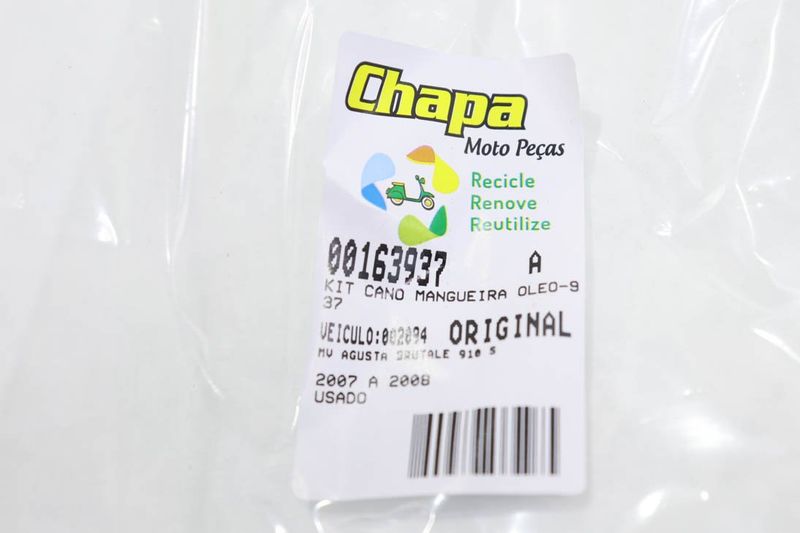 Chapa
Moto Peças
Recicle
Renove
Reutilize
00163937 A
KIT CANO MANGUEIRA OLEO-9
37
VEICULO:002094 ORIGINAL
MV AGUSTA BRUTALE 910 S
2007 A 2008
USADO